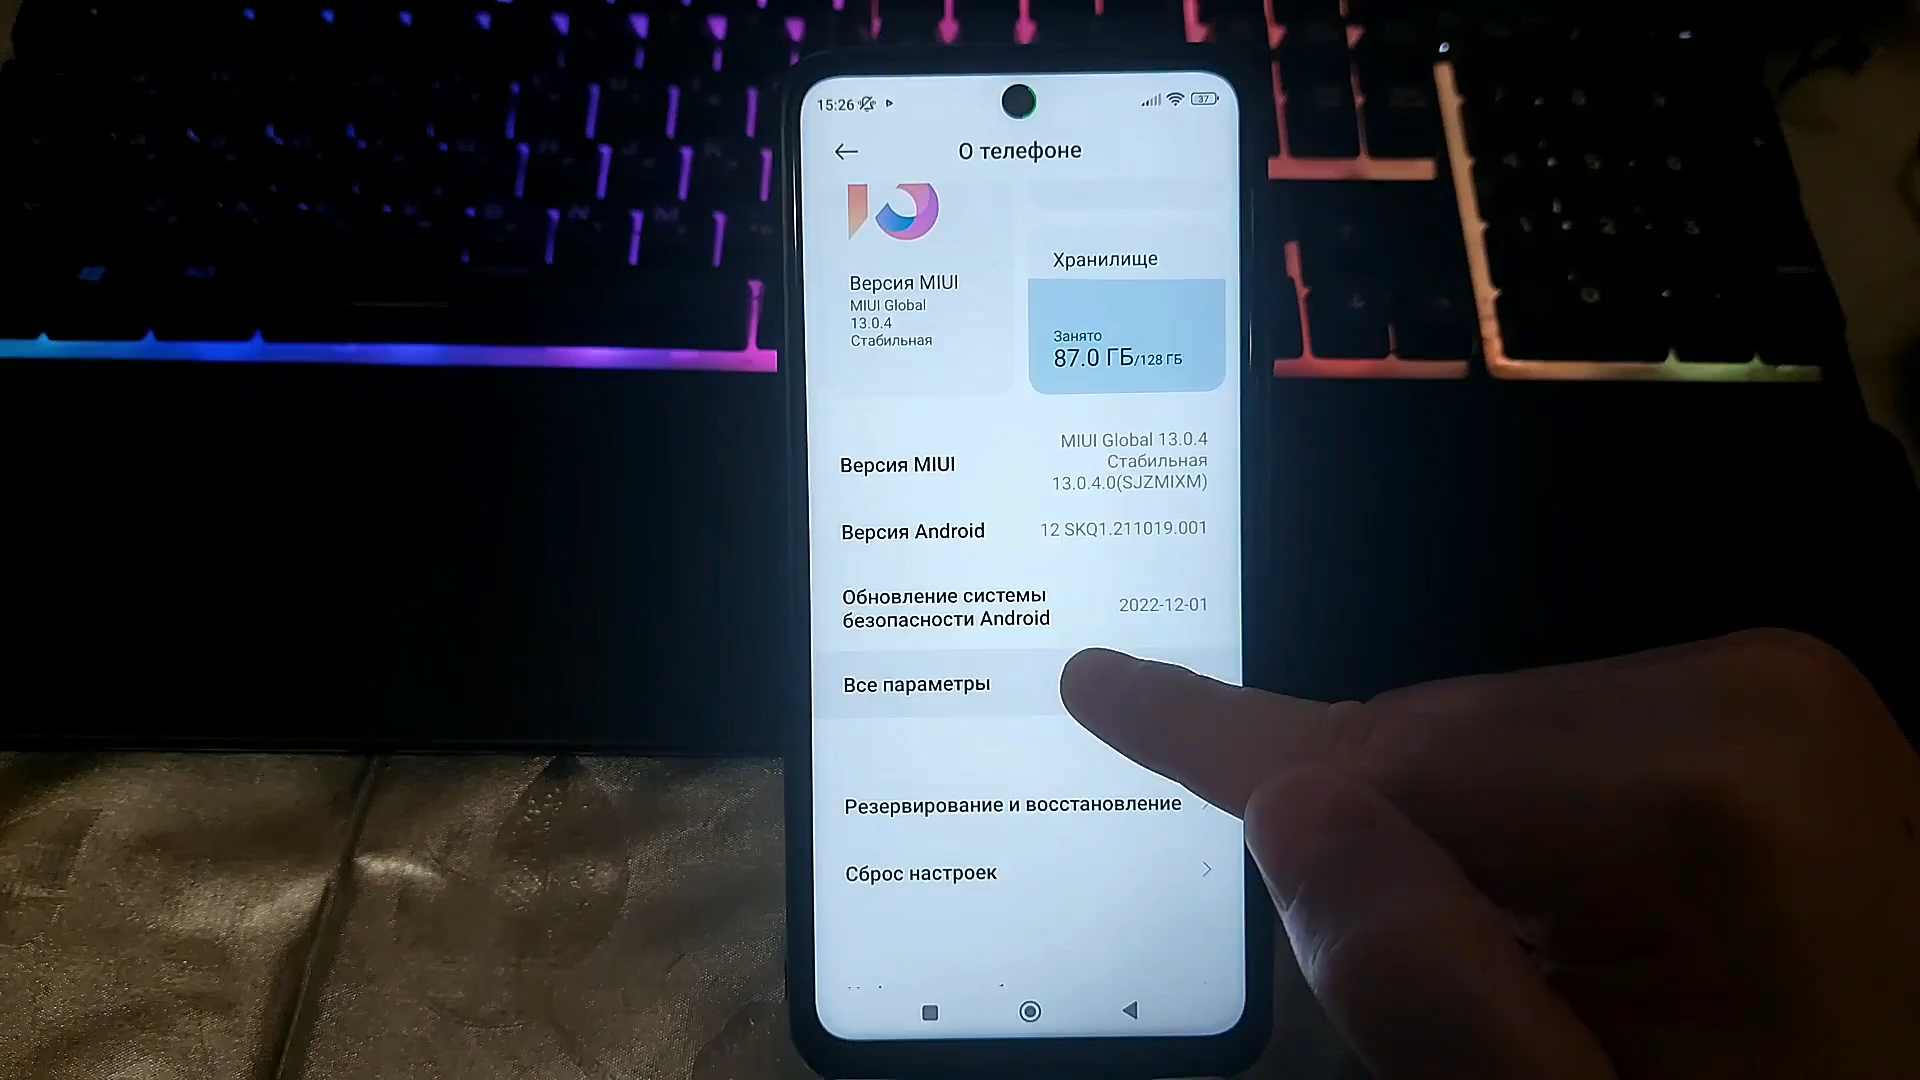 15:26
37
О телефоне
Версия MIUI
MIUI Global
13.0.4
Стабильная
Хранилище
Занято
87.0 ГБ/128 ГБ
Версия MIUI
MIUI Global 13.0.4
Стабильная
13.0.4.0(SJZMIXM)
Версия Android
12 SKQ1.211019.001
Обновление системы
безопасности Android
2022-12-01
Все параметры
Резервирование и восстановление
Сброс настроек